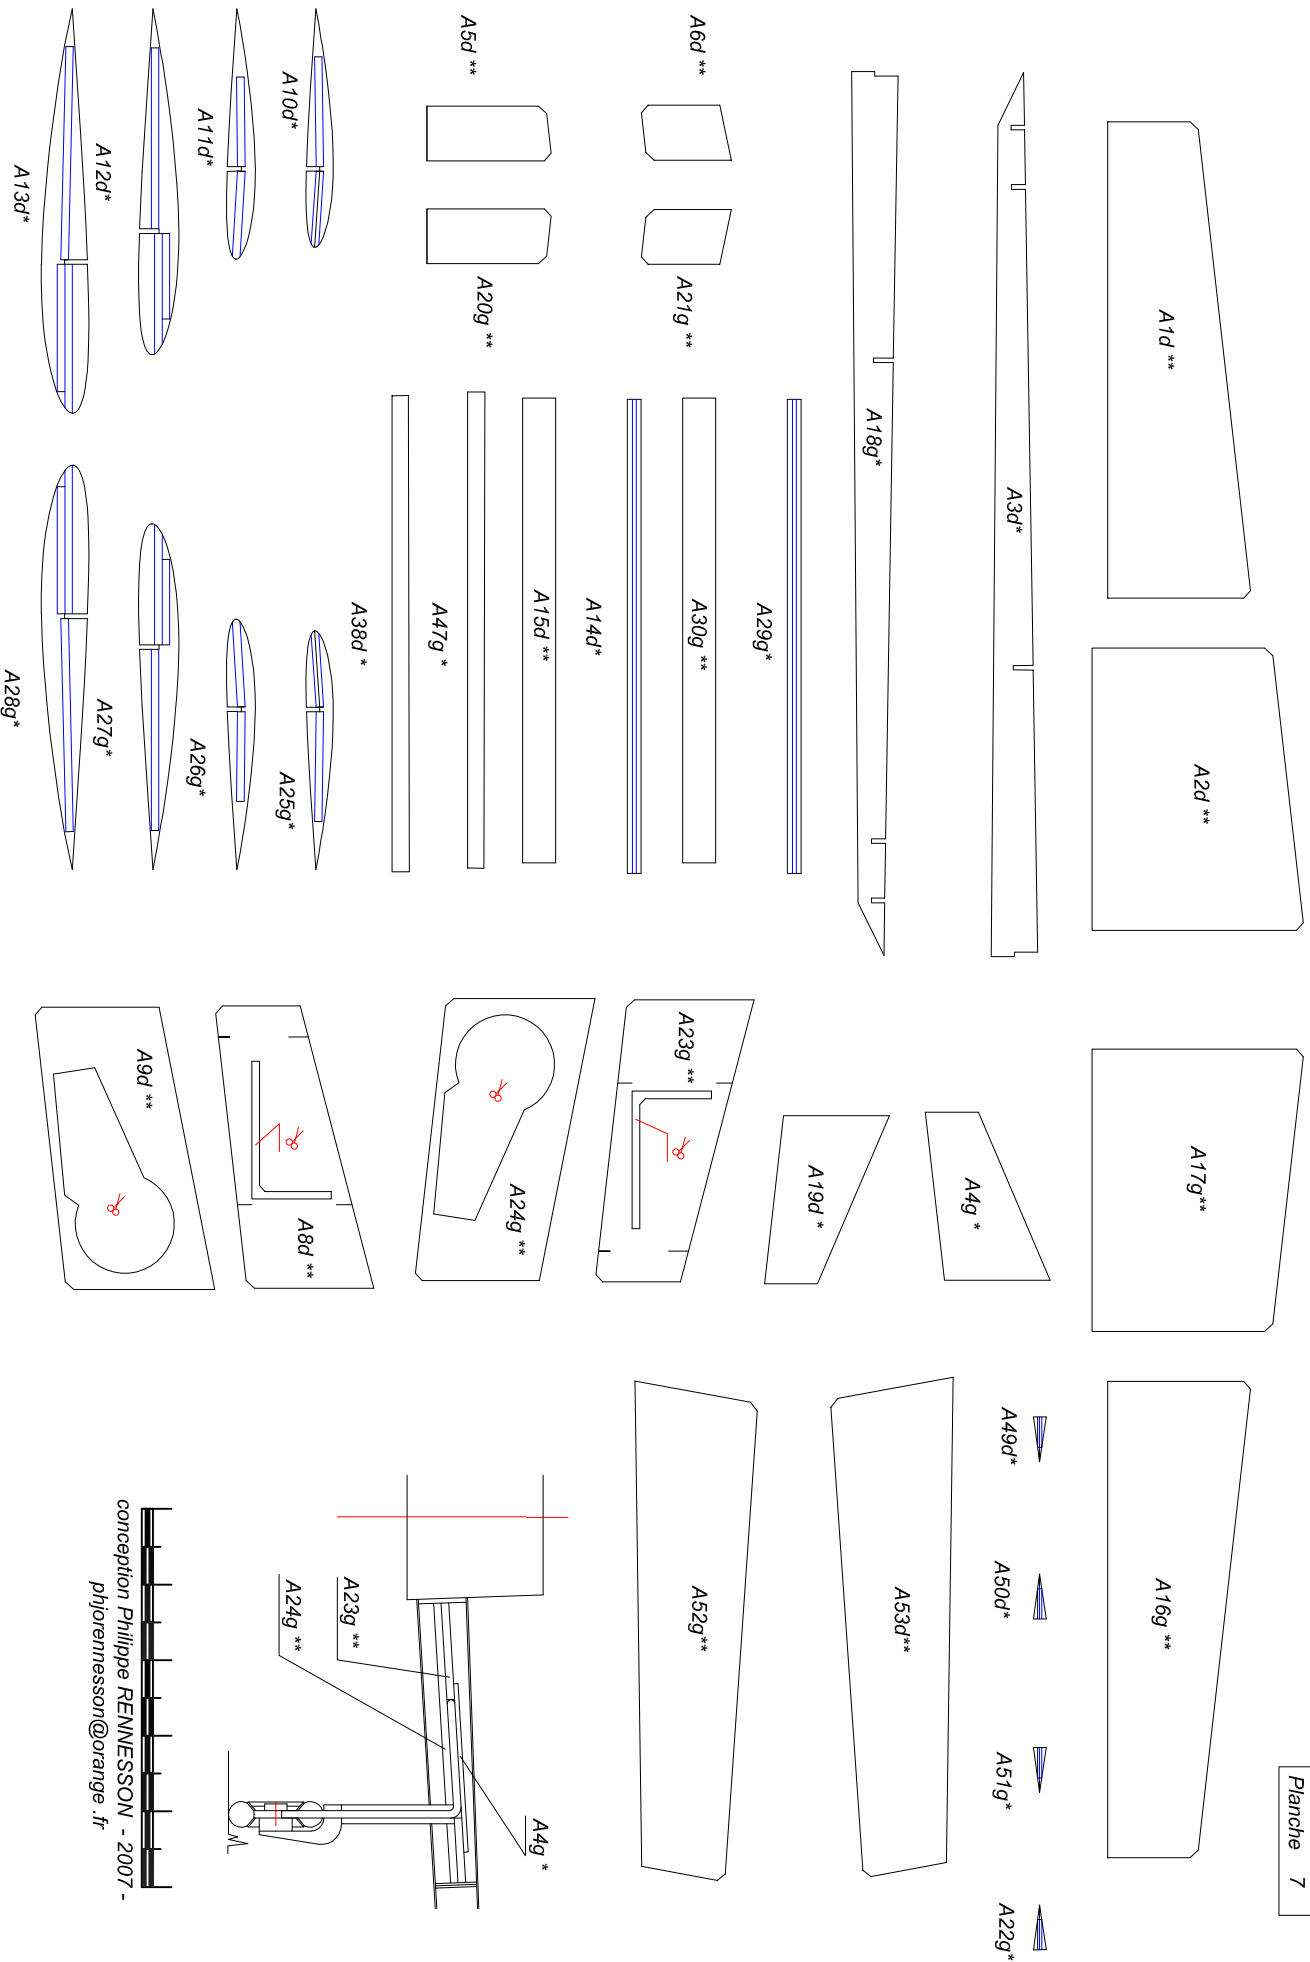 Planche 7
A1d **
A2d **
A17g**
A16g **
A3d*
A4g *
A49d*
A50d*
A51g*
A22g*
A18g*
A19d *
A53d**
A29g*
A6d **
A21g **
A30g **
A23g **
A52g**
A14d*
A5d **
A20g **
A15d **
A24g **
A47g *
A38d *
A4g *
A23g **
A24g **
A10d*
A25g*
A8d **
A11d*
A26g*
A12d*
A27g*
A9d **
A13d*
A28g*
conception Philippe RENNESSON - 2007 -
phjorennesson@orange .fr